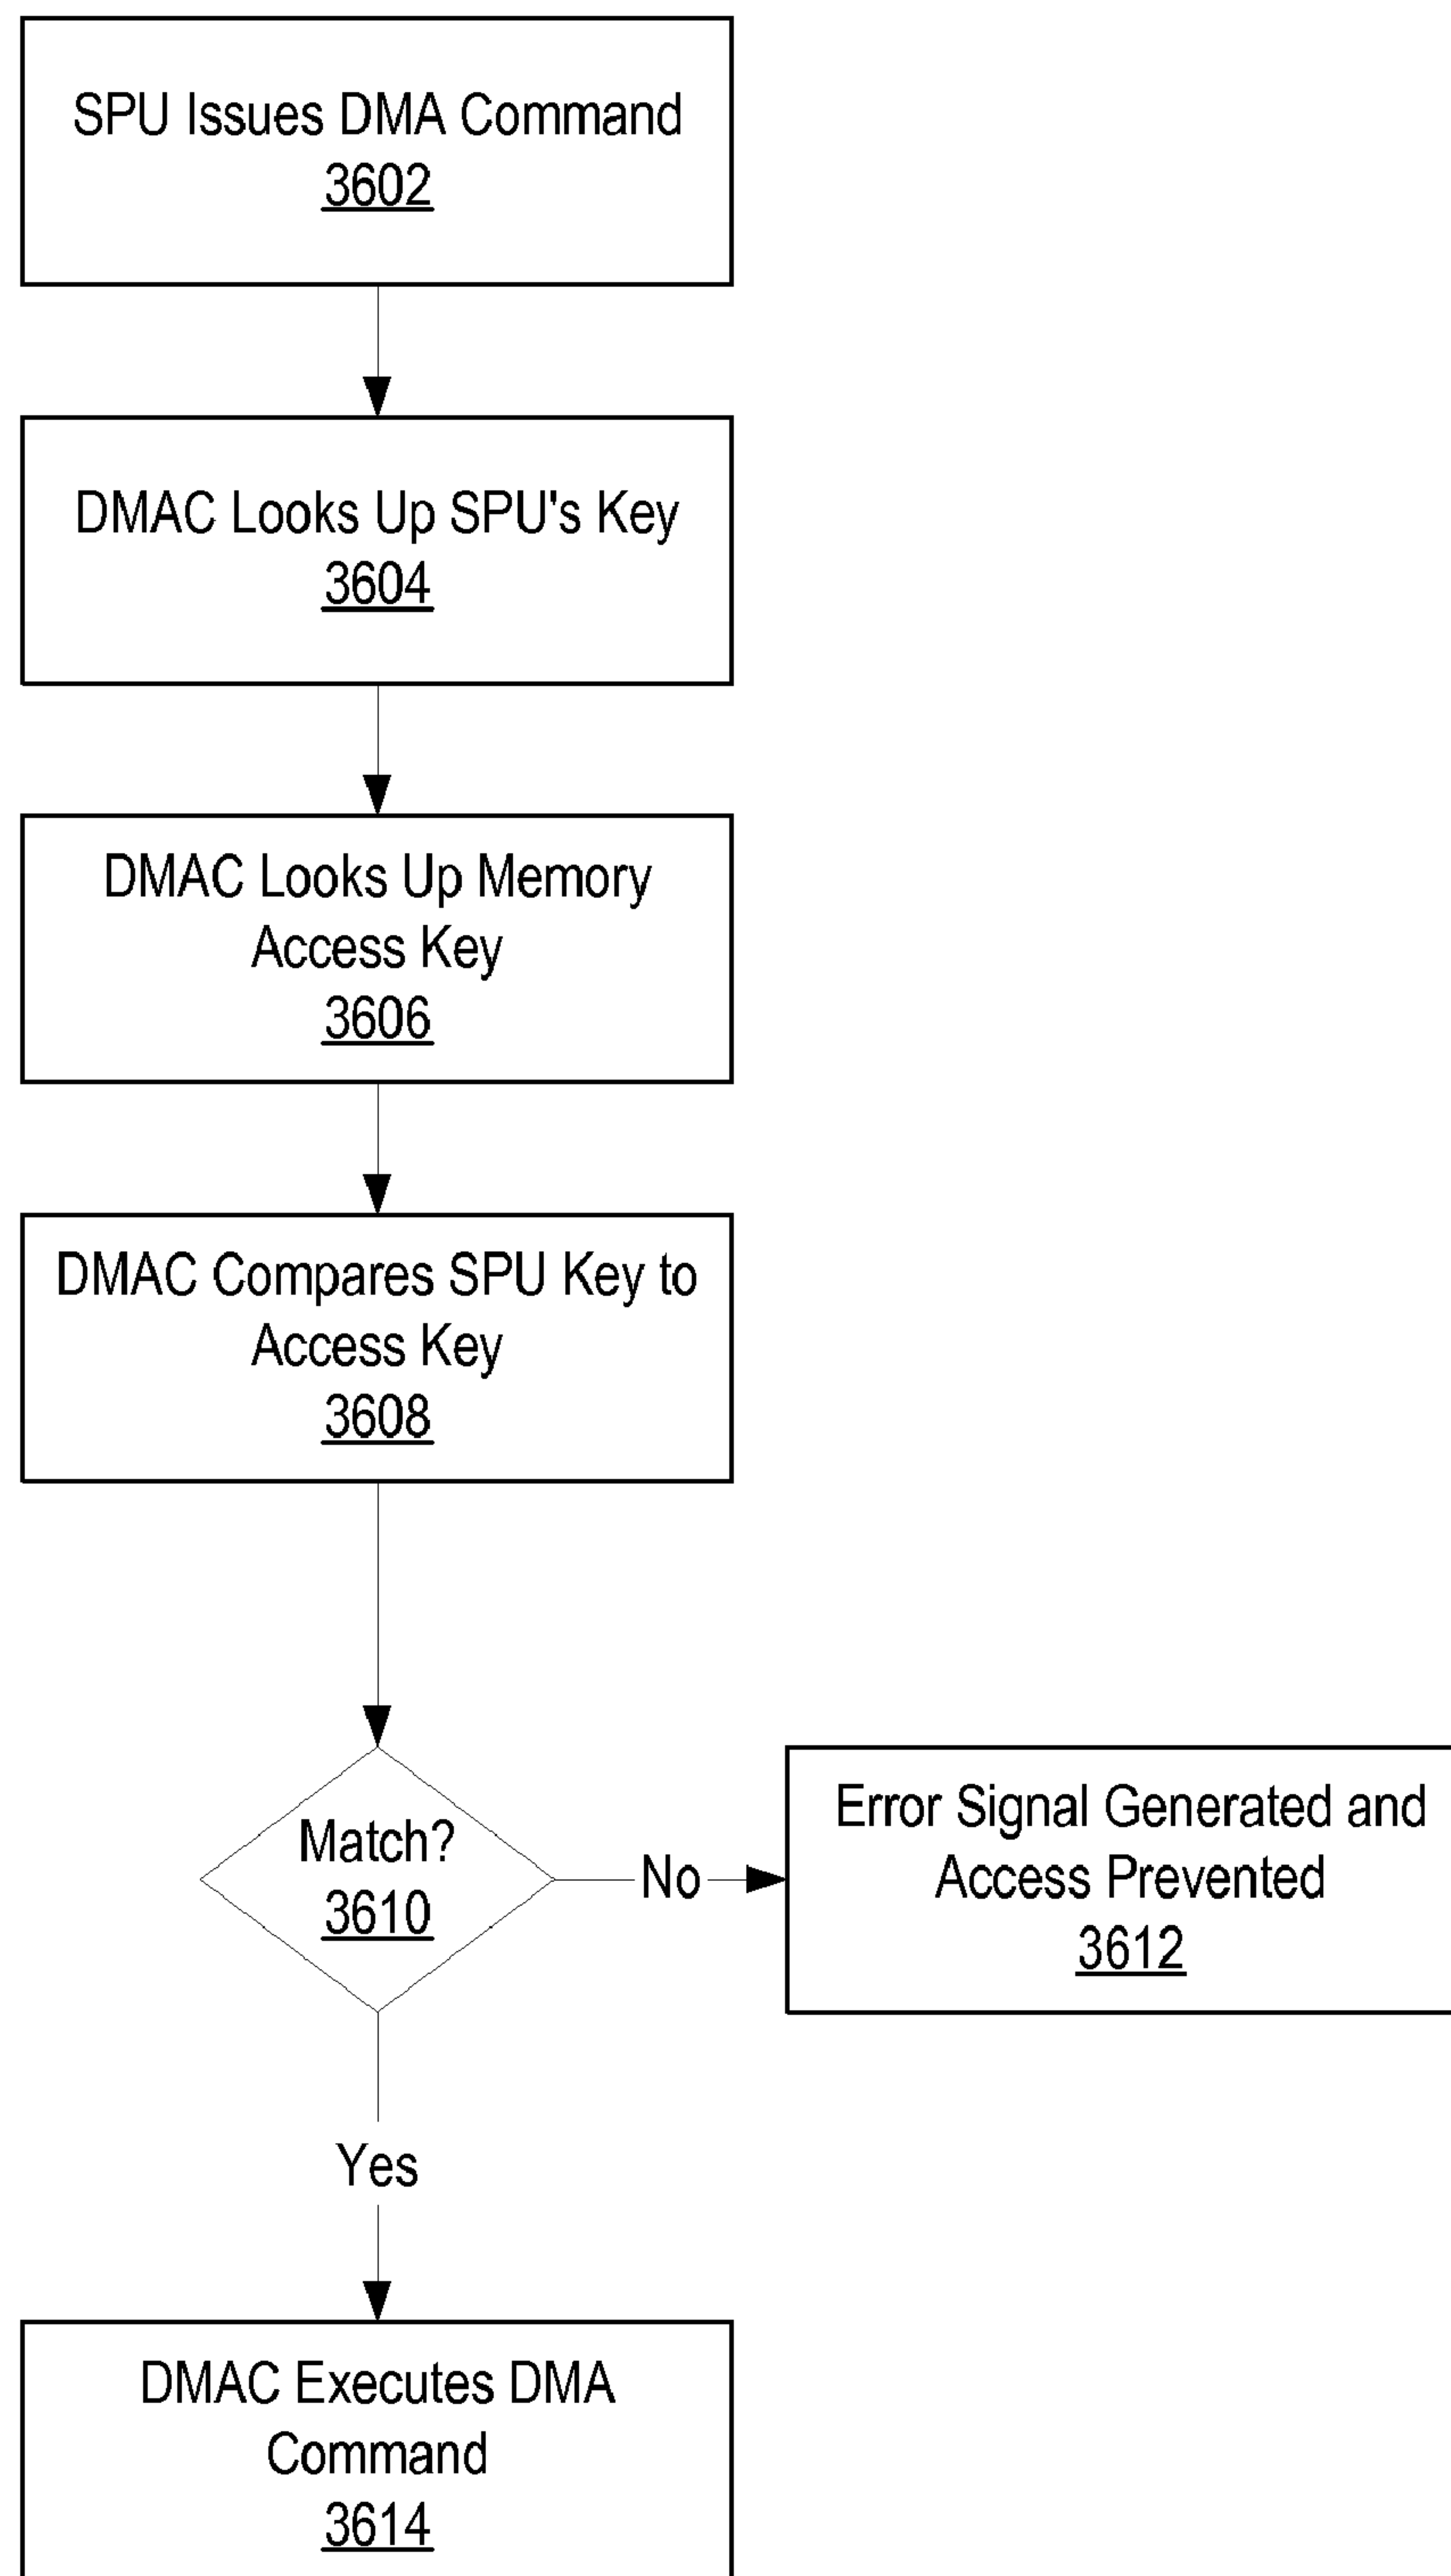 SPU Issues DMA Command
3602
DMAC Looks Up SPU's Key
3604
DMAC Looks Up Memory
Access Key
3606
DMAC Compares SPU Key to
Access Key
3608
Match?
3610
No
Error Signal Generated and
Access Prevented
3612
Yes
DMAC Executes DMA
Command
3614